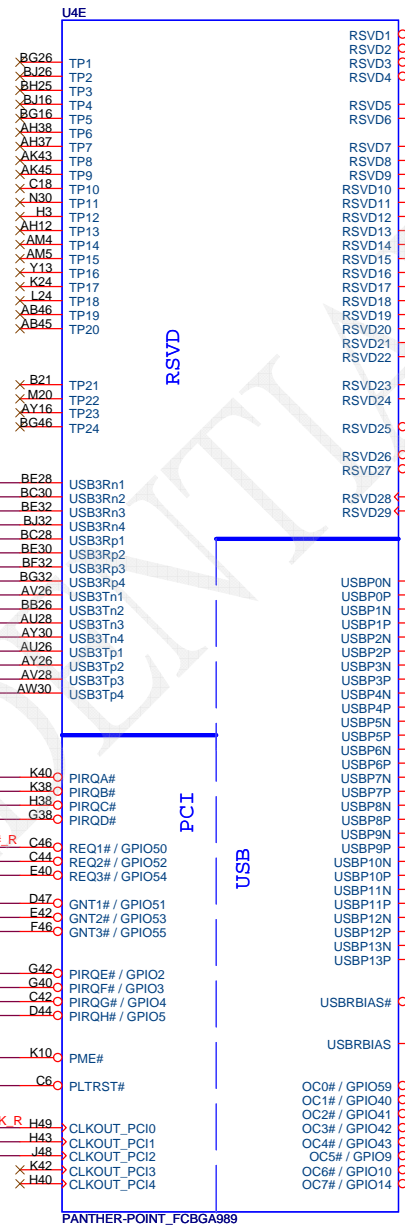 U4E
BG26 TP1
BJ26 TP2
BH25 TP3
BJ16 TP4
BG16 TP5
AH38 TP6
AH37 TP7
AK43 TP8
AK45 TP9
C18 TP10
N30 TP11
H3 TP12
AH12 TP13
AM4 TP14
AM5 TP15
Y13 TP16
K24 TP17
L24 TP18
AB46 TP19
AB45 TP20
B21 TP21
M20 TP22
AY16 TP23
BG46 TP24
BE28 USB3Rn1
BC30 USB3Rn2
BE32 USB3Rn3
BJ32 USB3Rn4
BC28 USB3Rp1
BE30 USB3Rp2
BF32 USB3Rp3
BG32 USB3Rp4
AV26 USB3Tn1
BB26 USB3Tn2
AU28 USB3Tn3
AY30 USB3Tn4
AU26 USB3Tp1
AY26 USB3Tp2
AV28 USB3Tp3
AW30 USB3Tp4
K40 PIRQA#
K38 PIRQB#
H38 PIRQC#
G38 PIRQD#
_R C46 REQ1# / GPIO50
C44 REQ2# / GPIO52
E40 REQ3# / GPIO54
D47 GNT1# / GPIO51
E42 GNT2# / GPIO53
F46 GNT3# / GPIO55
G42 PIRQE# / GPIO2
G40 PIRQF# / GPIO3
C42 PIRQG# / GPIO4
D44 PIRQH# / GPIO5
K10 PME#
C6 PLTRST#
K_R H49 CLKOUT_PCI0
H43 CLKOUT_PCI1
J48 CLKOUT_PCI2
K42 CLKOUT_PCI3
H40 CLKOUT_PCI4
RSVD
PCI
USB
RSVD1
RSVD2
RSVD3
RSVD4
RSVD5
RSVD6
RSVD7
RSVD8
RSVD9
RSVD10
RSVD11
RSVD12
RSVD13
RSVD14
RSVD15
RSVD16
RSVD17
RSVD18
RSVD19
RSVD20
RSVD21
RSVD22
RSVD23
RSVD24
RSVD25
RSVD26
RSVD27
RSVD28
RSVD29
USBP0N
USBP0P
USBP1N
USBP1P
USBP2N
USBP2P
USBP3N
USBP3P
USBP4N
USBP4P
USBP5N
USBP5P
USBP6N
USBP6P
USBP7N
USBP7P
USBP8N
USBP8P
USBP9N
USBP9P
USBP10N
USBP10P
USBP11N
USBP11P
USBP12N
USBP12P
USBP13N
USBP13P
USBRBIAS#
USBRBIAS
OC0# / GPIO59
OC1# / GPIO40
OC2# / GPIO41
OC3# / GPIO42
OC4# / GPIO43
OC5# / GPIO9
OC6# / GPIO10
OC7# / GPIO14
PANTHER-POINT_FCBGA989